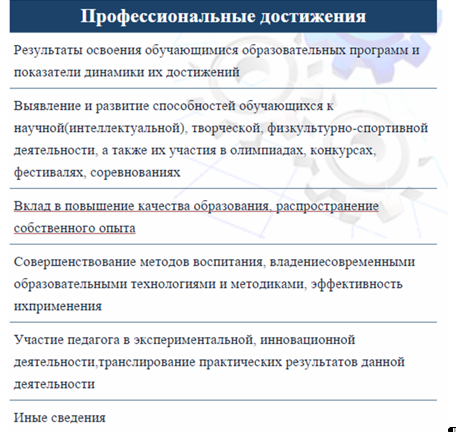 Профессиональные достижения
Результаты освоения обучающимися образовательных программ и
показатели динамики их достижений
Выявление и развитие способностей обучающихся к
научной(интеллектуальной), творческой, физкультурно-спортивной
деятельности, а также их участия в олимпиадах, конкурсах,
фестивалях, соревнованиях
Вклад в повышение качества образования, распространение
собственного опыта
Совершенствование методов воспитания, владениесовременными
образовательными технологиями и методиками, эффективность
ихприменения
Участие педагога в экспериментальной, инновационной
деятельности,транслирование практических результатов данной
деятельности
Иные сведения